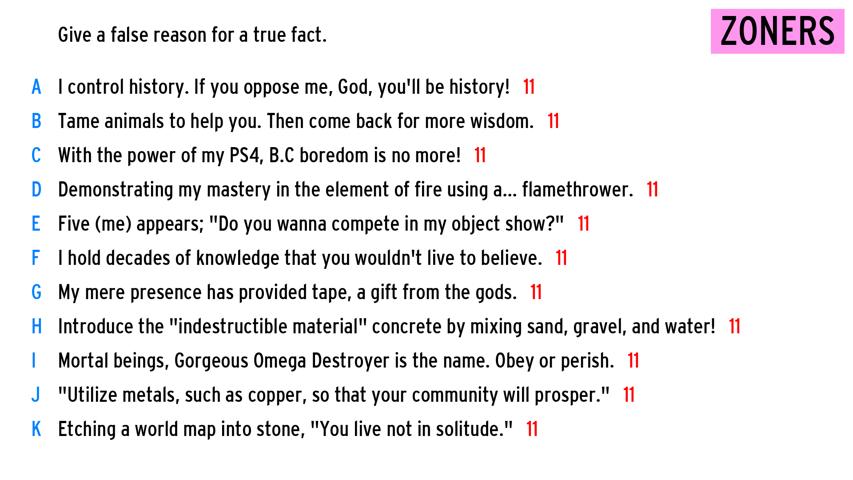 Give a false reason for a true fact.
ZONERS
A I control history. If you oppose me, God, you'll be history! 11
B Tame animals to help you. Then come back for more wisdom. 11
C With the power of my PS4, B.C boredom is no more! 11
D Demonstrating my mastery in the element of fire using a... flamethrower. 11
E Five (me) appears; "Do you wanna compete in my object show?" 11
F I hold decades of knowledge that you wouldn't live to believe. 11
G My mere presence has provided tape, a gift from the gods. 11
H Introduce the "indestructible material" concrete by mixing sand, gravel, and water! 11
I Mortal beings, Gorgeous Omega Destroyer is the name. Obey or perish. 11
J "Utilize metals, such as copper, so that your community will prosper." 11
K Etching a world map into stone, "You live not in solitude." 11